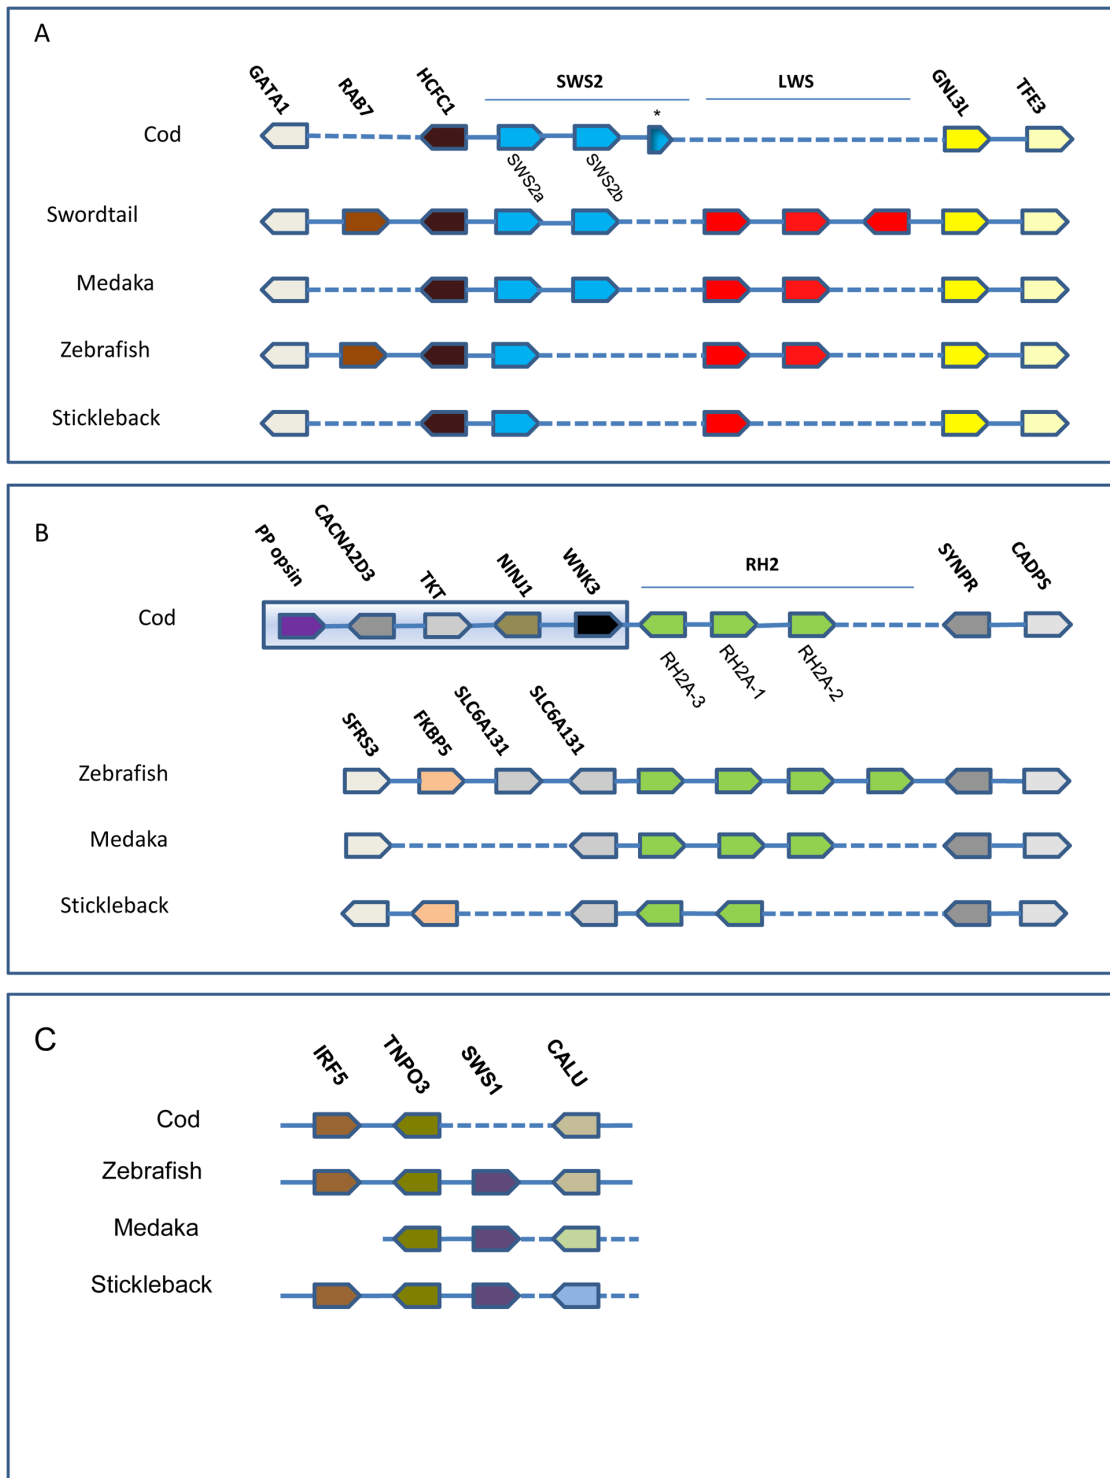 A
GATA1 RAB7 HCFC1 SWS2 LWS GNL3L TFE3
*
Cod
SWS2a SWS2b
Swordtail
Medaka
Zebrafish
Stickleback
B
PP opsin CACNA2D3 TKT NINJ1 WNK3 RH2 SYNPR CADPS
Cod
RH2A-3 RH2A-1 RH2A-2
SFRS3 FKBP5 SLC6A131 SLC6A131
Zebrafish
Medaka
Stickleback
C
IRF5 TNPO3 SWS1 CALU
Cod
Zebrafish
Medaka
Stickleback